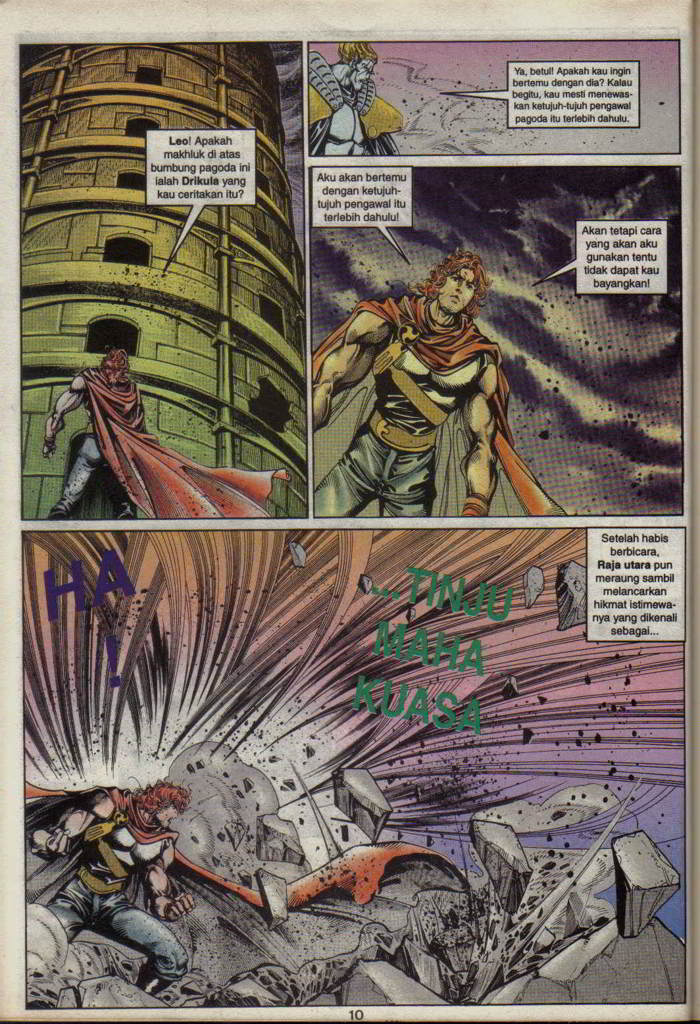 Leo! Apakah
makhluk di atas
bumbung pagoda ini
ialah Drikula yang
kau ceritakan itu?
Ya, betul! Apakah kau ingin
bertemu dengan dia? Kalau
begitu, kau mesti menewas-
kan ketujuh-tujuh pengawal
pagoda itu terlebih dahulu.
Aku akan bertemu
dengan ketujuh-
tujuh pengawal itu
terlebih dahulu!
Akan tetapi cara
yang akan aku
gunakan tentu
tidak dapat kau
bayangkan!
Setelah habis
berbicara,
Raja utara pun
meraung sambil
melancarkan
hikmat istimewa-
nya yang dikenali
sebagai...
HA
!
...TINJU
MAHA
KUASA
10